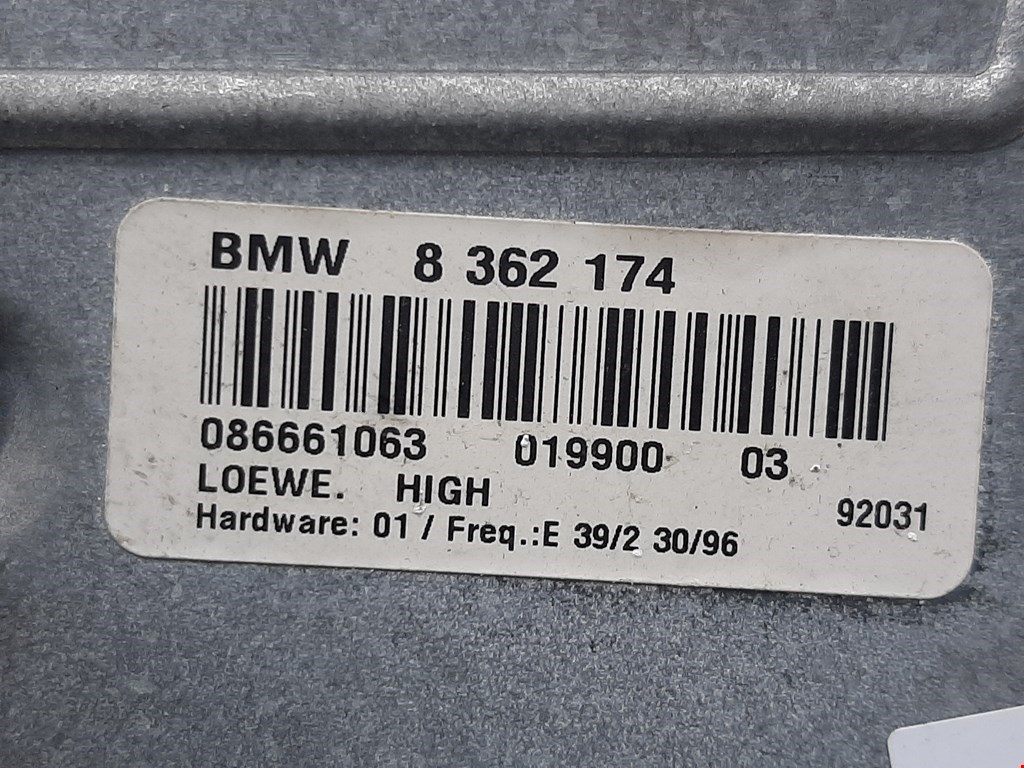 BMW 8 362 174
086661063 019900 03
LOEWE. HIGH 92031
Hardware: 01 / Freq.:E 39/2 30/96